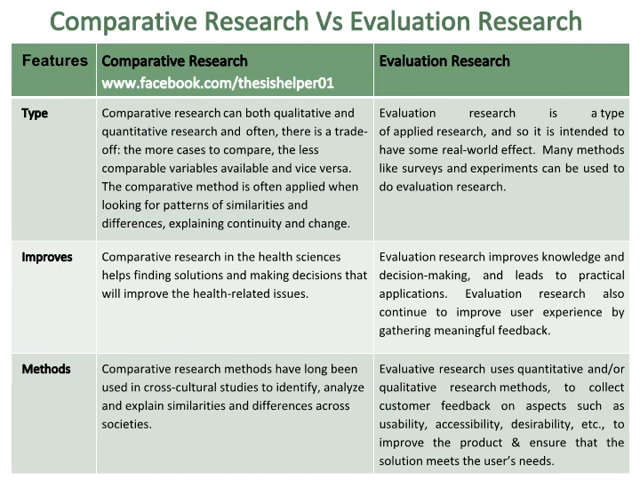 Comparative Research Vs Evaluation Research
Features
Comparative Research
www.facebook.com/thesishelper01
Evaluation Research
Type
Comparative research can both qualitative and
quantitative research and often, there is a trade-
off: the more cases to compare, the less
comparable variables available and vice versa.
The comparative method is often applied when
looking for patterns of similarities and
differences, explaining continuity and change.
Evaluation research is a type
of applied research, and so it is intended to
have some real-world effect. Many methods
like surveys and experiments can be used to
do evaluation research.
Improves
Comparative research in the health sciences
helps finding solutions and making decisions that
will improve the health-related issues.
Evaluation research improves knowledge and
decision-making, and leads to practical
applications. Evaluation research also
continue to improve user experience by
gathering meaningful feedback.
Methods
Comparative research methods have long been
used in cross-cultural studies to identify, analyze
and explain similarities and differences across
societies.
Evaluative research uses quantitative and/or
qualitative research methods, to collect
customer feedback on aspects such as
usability, accessibility, desirability, etc., to
improve the product & ensure that the
solution meets the user's needs.